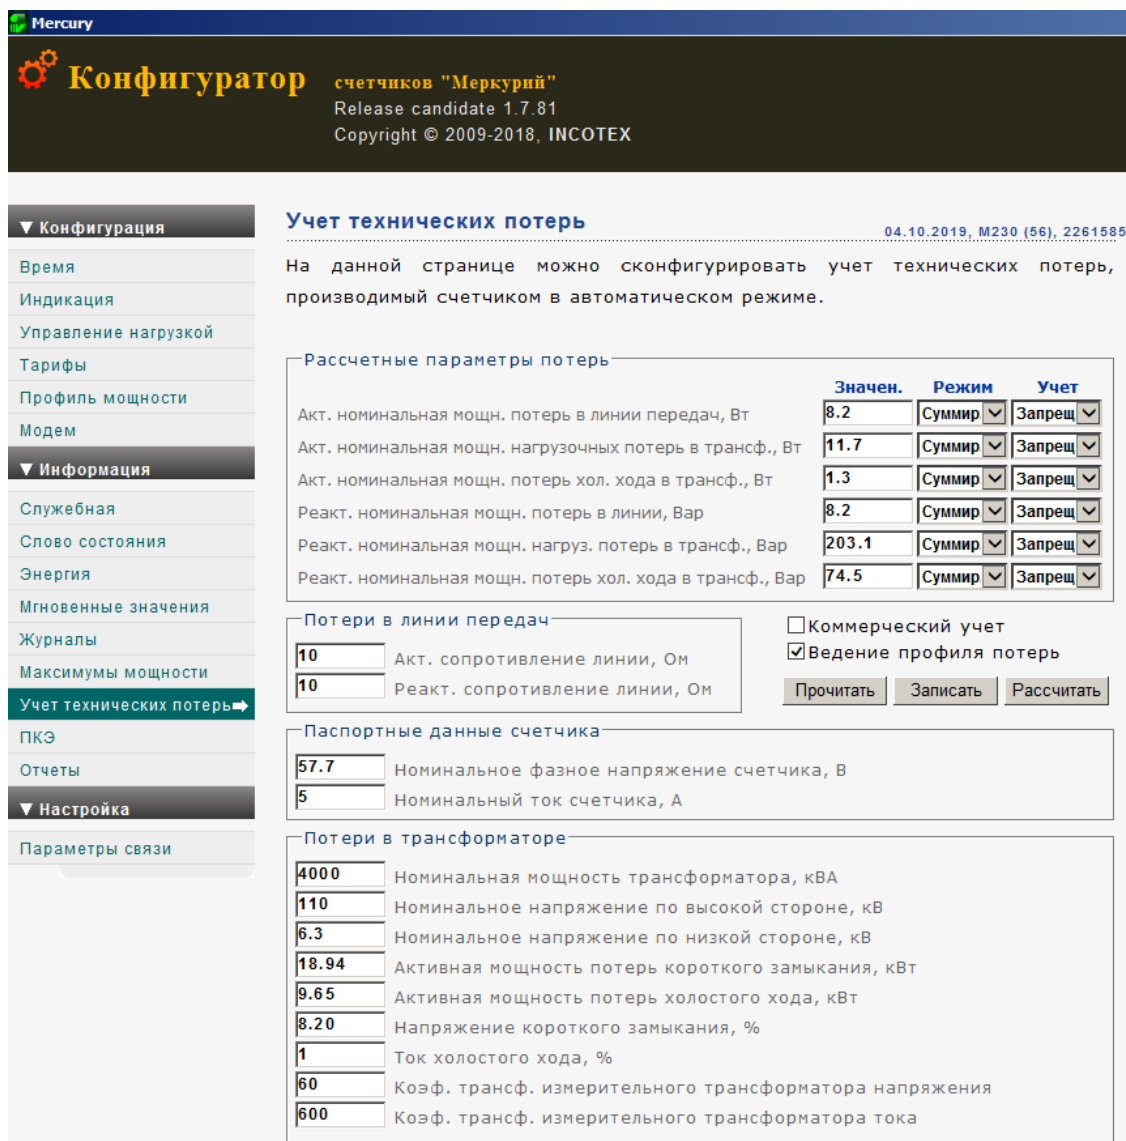 Mercury
Конфигуратор счетчиков "Меркурий"
Release candidate 1.7.81
Copyright © 2009-2018, INCOTEX
▼ Конфигурация
Время
Индикация
Управление нагрузкой
Тарифы
Профиль мощности
Модем
▼ Информация
Служебная
Слово состояния
Энергия
Мгновенные значения
Журналы
Максимумы мощности
Учет технических потерь
ПКЭ
Отчеты
▼ Настройка
Параметры связи
Учет технических потерь
04.10.2019, M230 (56), 2261585
На данной странице можно сконфигурировать учет технических потерь,
производимый счетчиком в автоматическом режиме.
Рассчетные параметры потерь
Значен. Режим Учет
Акт. номинальная мощн. потерь в линии передач, Вт 8.2 Суммир Запрещ
Акт. номинальная мощн. нагрузочных потерь в трансф., Вт 11.7 Суммир Запрещ
Акт. номинальная мощн. потерь хол. хода в трансф., Вт 1.3 Суммир Запрещ
Реакт. номинальная мощн. потерь в линии, Вар 8.2 Суммир Запрещ
Реакт. номинальная мощн. нагруз. потерь в трансф., Вар 203.1 Суммир Запрещ
Реакт. номинальная мощн. потерь хол. хода в трансф., Вар 74.5 Суммир Запрещ
Потери в линии передач
10 Акт. сопротивление линии, Ом
10 Реакт. сопротивление линии, Ом
Коммерческий учет
Ведение профиля потерь
Прочитать Записать Рассчитать
Паспортные данные счетчика
57.7 Номинальное фазное напряжение счетчика, В
5 Номинальный ток счетчика, А
Потери в трансформаторе
4000 Номинальная мощность трансформатора, кВА
110 Номинальное напряжение по высокой стороне, кВ
6.3 Номинальное напряжение по низкой стороне, кВ
18.94 Активная мощность потерь короткого замыкания, кВт
9.65 Активная мощность потерь холостого хода, кВт
8.20 Напряжение короткого замыкания, %
1 Ток холостого хода, %
60 Коэф. трансф. измерительного трансформатора напряжения
600 Коэф. трансф. измерительного трансформатора тока